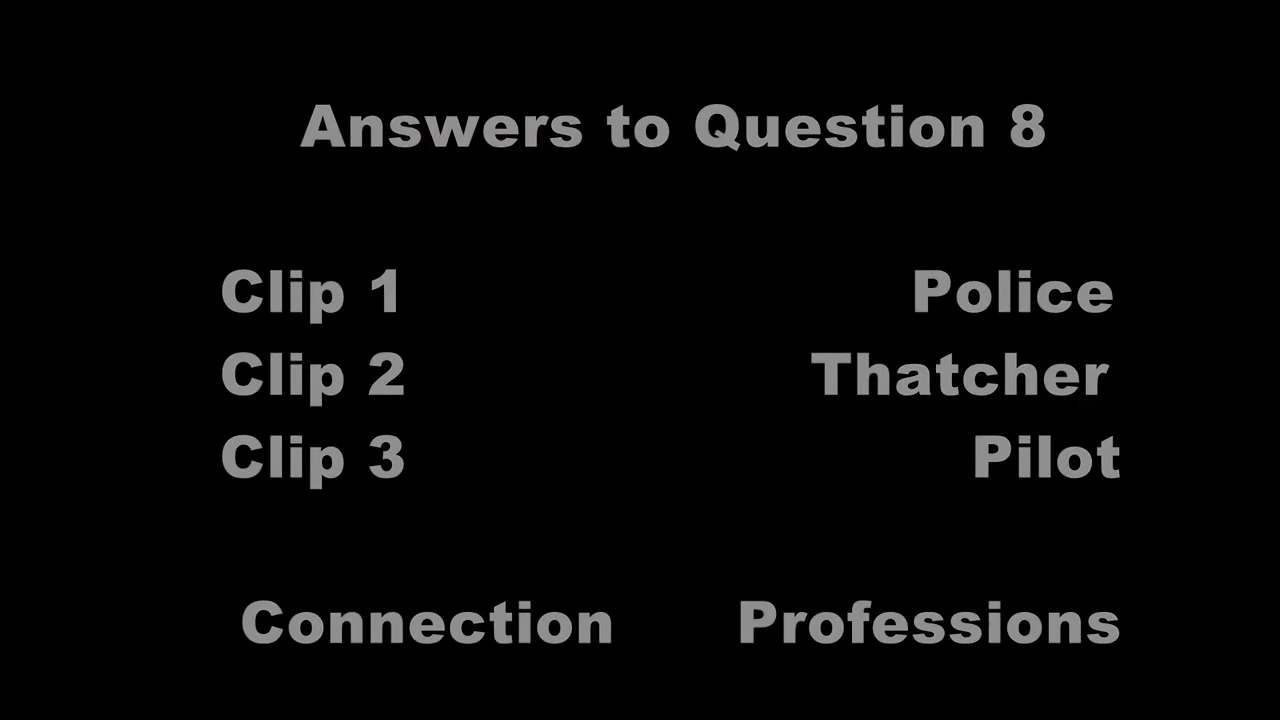 Answers to Question 8
Clip 1 Police
Clip 2 Thatcher
Clip 3 Pilot
Connection Professions